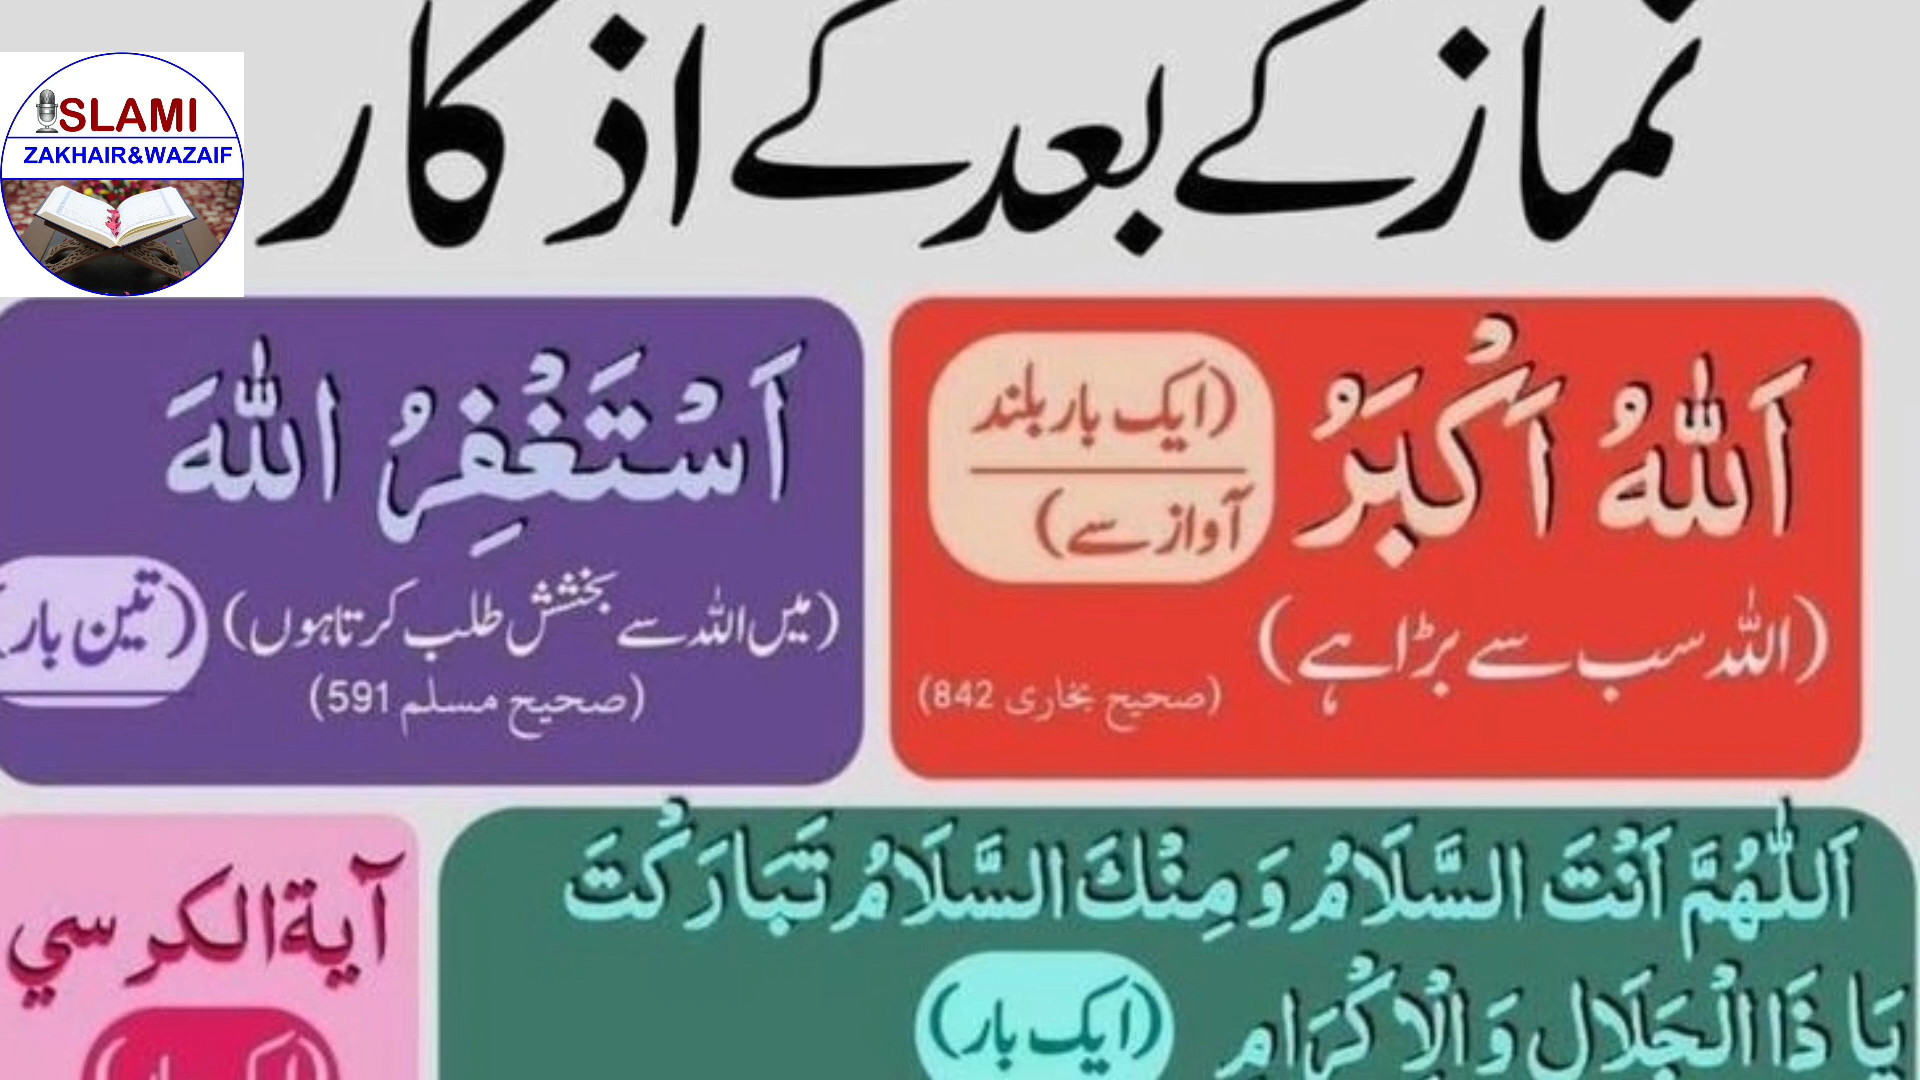 نماز کے بعد کے اذکار
ISLAMI
ZAKHAIR&WAZAIF
اَللّٰهُ اَكْبَرُ
(ایک بار بلند
آواز سے)
(اللہ سب سے بڑا ہے)
(صحیح بخاری 842)
اَسْتَغْفِرُ اللّٰهَ
(میں اللہ سے بخشش طلب کرتا ہوں)
(تین بار)
(صحیح مسلم 591)
اَللّٰهُمَّ اَنْتَ السَّلَامُ وَ مِنْكَ السَّلَامُ تَبَارَكْتَ
يَا ذَا الْجَلَالِ وَ الْاِكْرَامِ
(ایک بار)
آية الكرسي